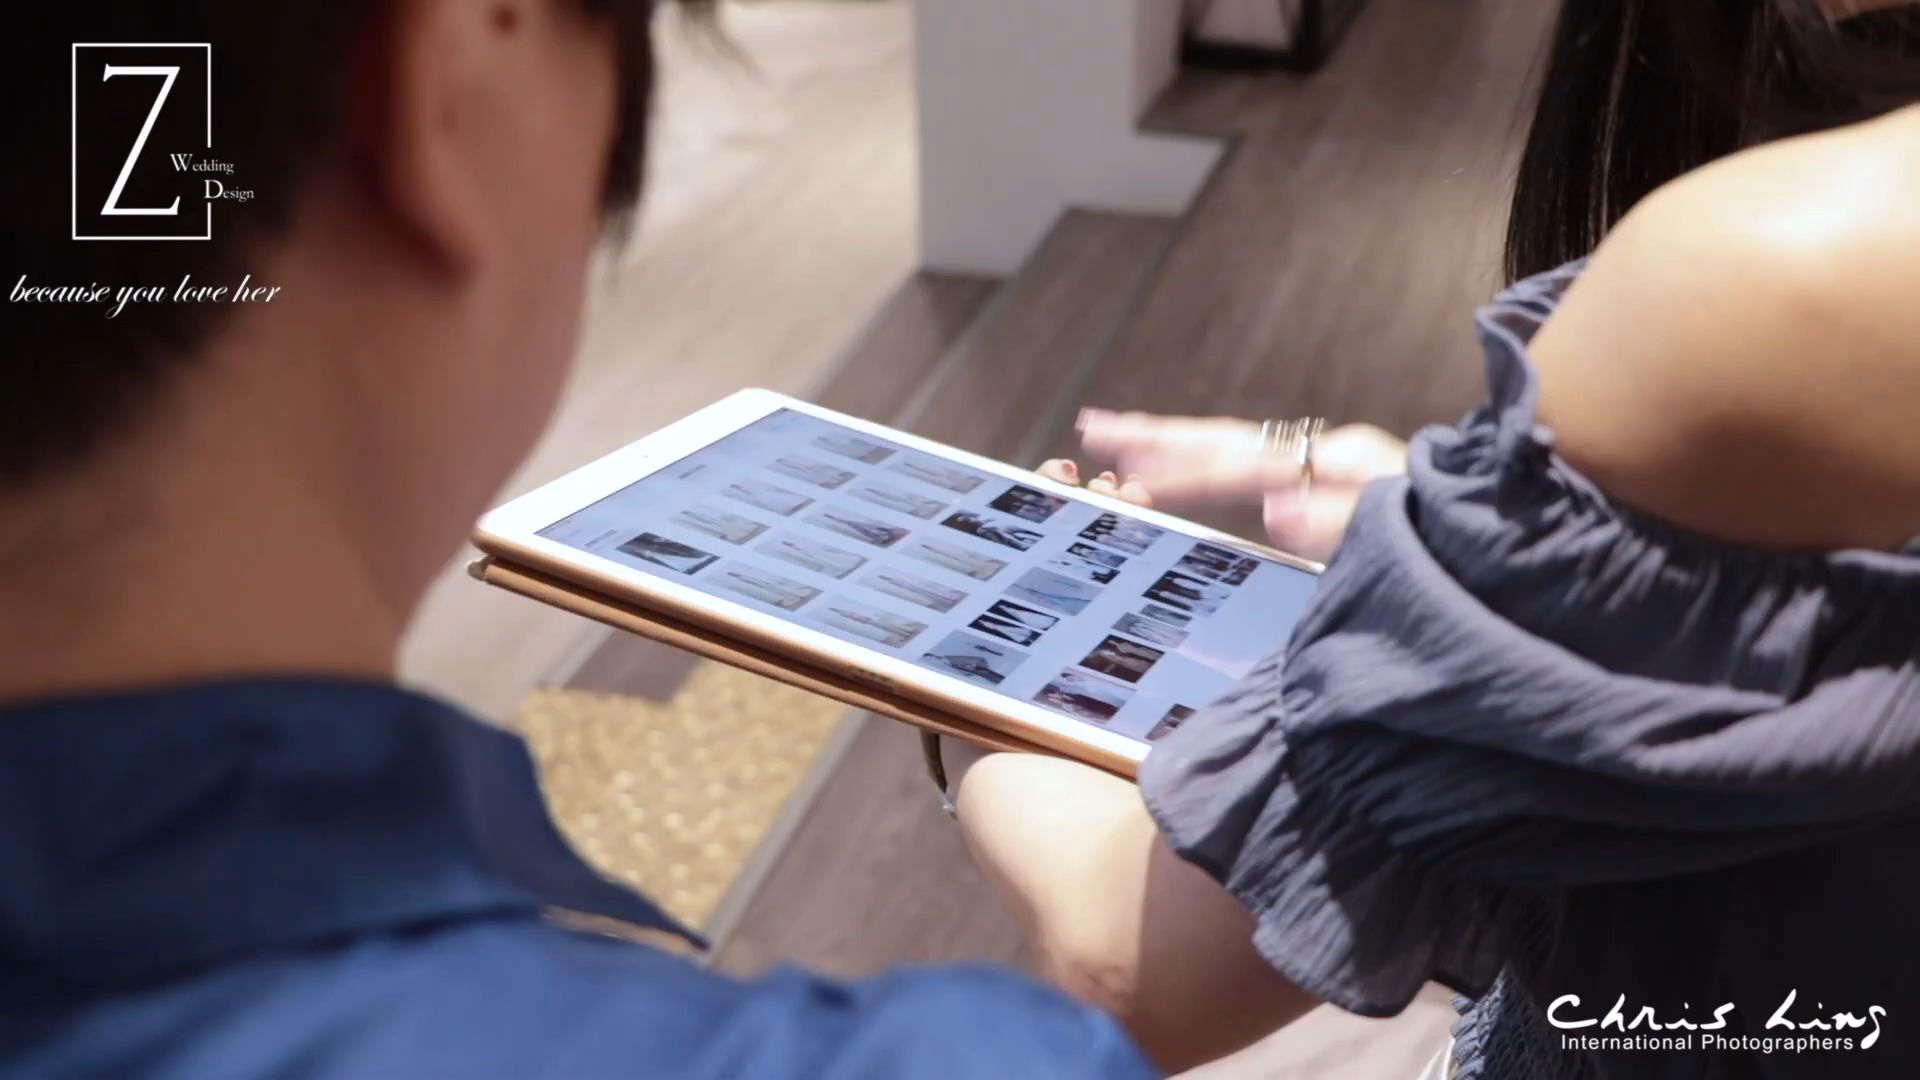 Z
Wedding
Design
because you love her
Chris Ling
International Photographers